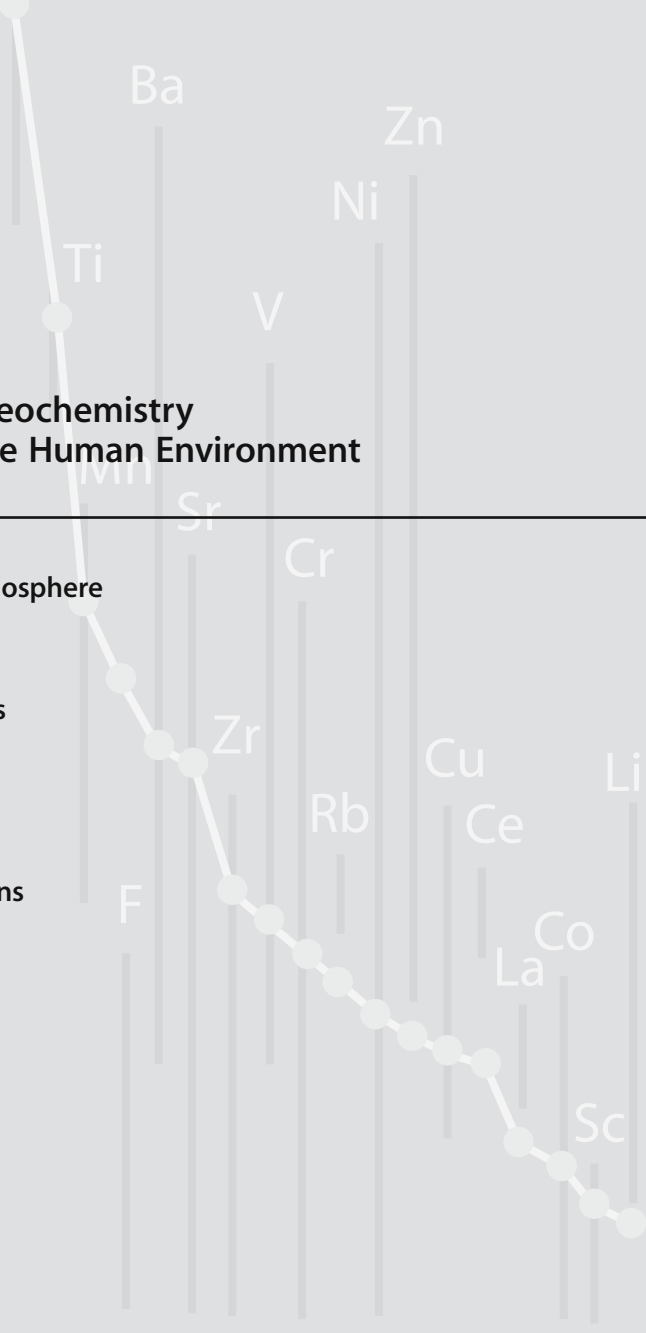 Ba
Zn
Ni
Ti
V
eochemistry
e Human Environment
Mn
Sr
Cr
osphere
s
Zr
Cu
Li
Rb
Ce
ns
F
Co
La
Sc